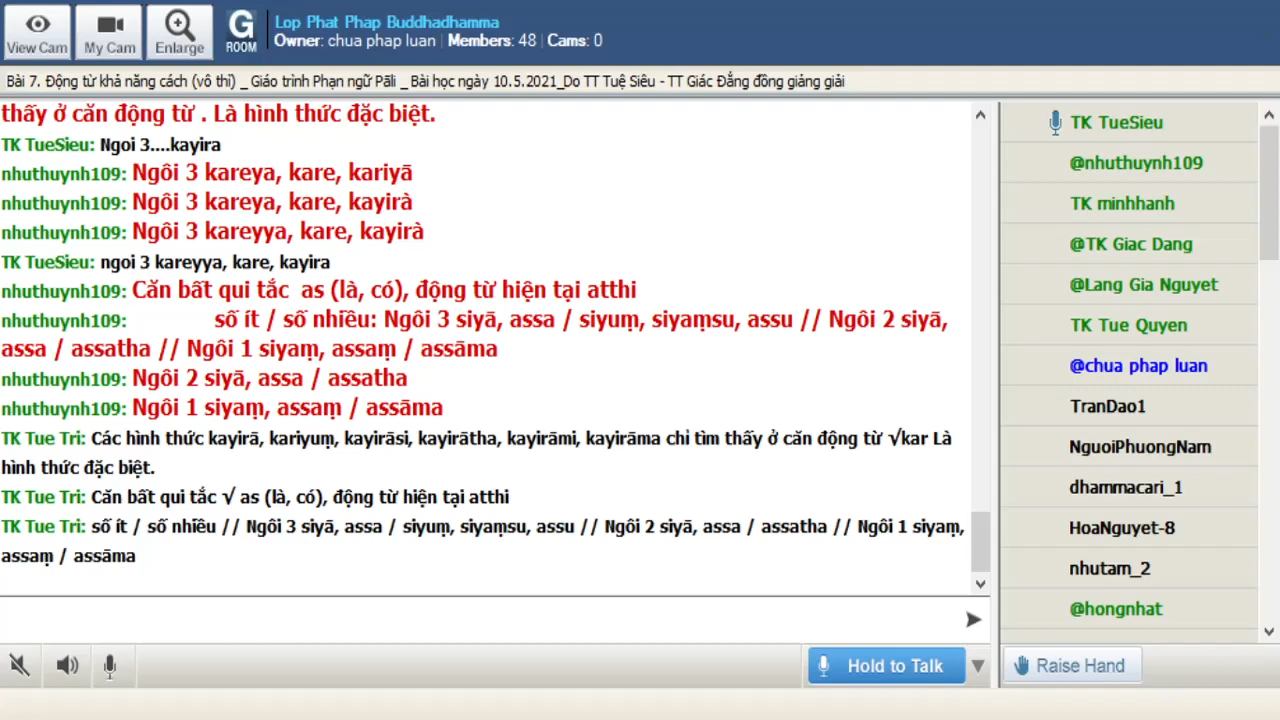 View Cam
My Cam
Enlarge
G
ROOM
Lop Phat Phap Buddhadhamma
Owner: chua phap luan | Members: 48 | Cams: 0
Bài 7. Động từ khả năng cách (vô thì) _ Giáo trình Phạn ngữ Pāli _ Bài học ngày 10.5.2021_Do TT Tuệ Siêu - TT Giác Đẳng đồng giảng giải
thấy ở căn động từ . Là hình thức đặc biệt.
TK TueSieu: Ngoi 3....kayira
nhuthuynh109: Ngôi 3 kareya, kare, kariyā
nhuthuynh109: Ngôi 3 kareya, kare, kayirà
nhuthuynh109: Ngôi 3 kareyya, kare, kayirà
TK TueSieu: ngoi 3 kareyya, kare, kayira
nhuthuynh109: Căn bất qui tắc  as (là, có), động từ hiện tại atthi
nhuthuynh109: số ít / số nhiều: Ngôi 3 siyā, assa / siyuṃ, siyaṃsu, assu // Ngôi 2 siyā,
assa / assatha // Ngôi 1 siyaṃ, assaṃ / assāma
nhuthuynh109: Ngôi 2 siyā, assa / assatha
nhuthuynh109: Ngôi 1 siyaṃ, assaṃ / assāma
TK Tue Tri: Các hình thức kayirā, kariyuṃ, kayirāsi, kayirātha, kayirāmi, kayirāma chỉ tìm thấy ở căn động từ √kar Là
hình thức đặc biệt.
TK Tue Tri: Căn bất qui tắc √ as (là, có), động từ hiện tại atthi
TK Tue Tri: số ít / số nhiều // Ngôi 3 siyā, assa / siyuṃ, siyaṃsu, assu // Ngôi 2 siyā, assa / assatha // Ngôi 1 siyaṃ,
assaṃ / assāma
TK TueSieu
@nhuthuynh109
TK minhhanh
@TK Giac Dang
@Lang Gia Nguyet
TK Tue Quyen
@chua phap luan
TranDao1
NguoiPhuongNam
dhammacari_1
HoaNguyet-8
nhutam_2
@hongnhat
Hold to Talk
Raise Hand